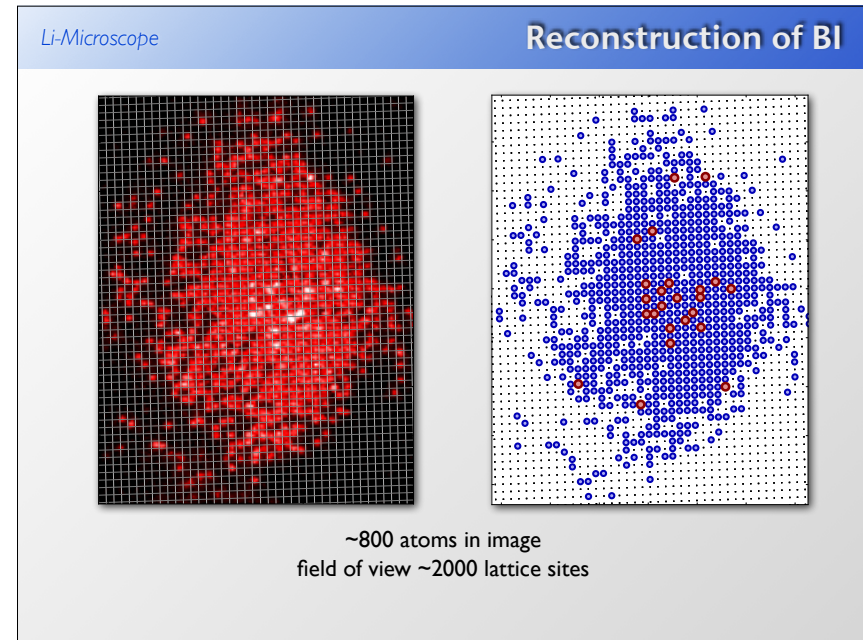 Li-Microscope
Reconstruction of BI
~800 atoms in image
field of view ~2000 lattice sites